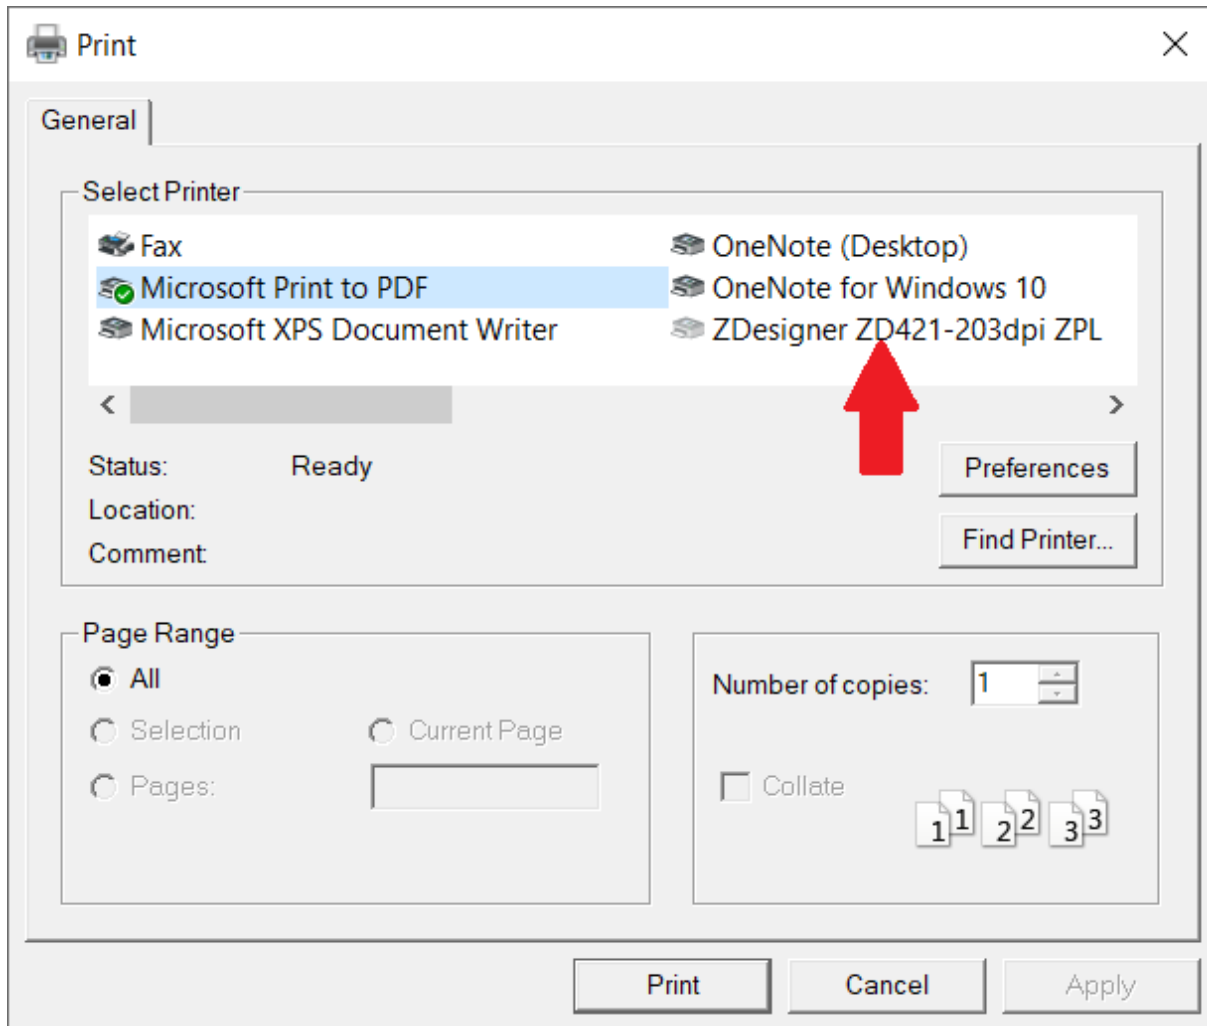 Print
General
Select Printer
Fax
OneNote (Desktop)
Microsoft Print to PDF
OneNote for Windows 10
Microsoft XPS Document Writer
ZDesigner ZD421-203dpi ZPL
Status: Ready
Preferences
Location:
Find Printer...
Comment:
Page Range
All
Number of copies: 1
Selection
Current Page
Pages:
Collate
1 1 2 2 3 3
Print
Cancel
Apply